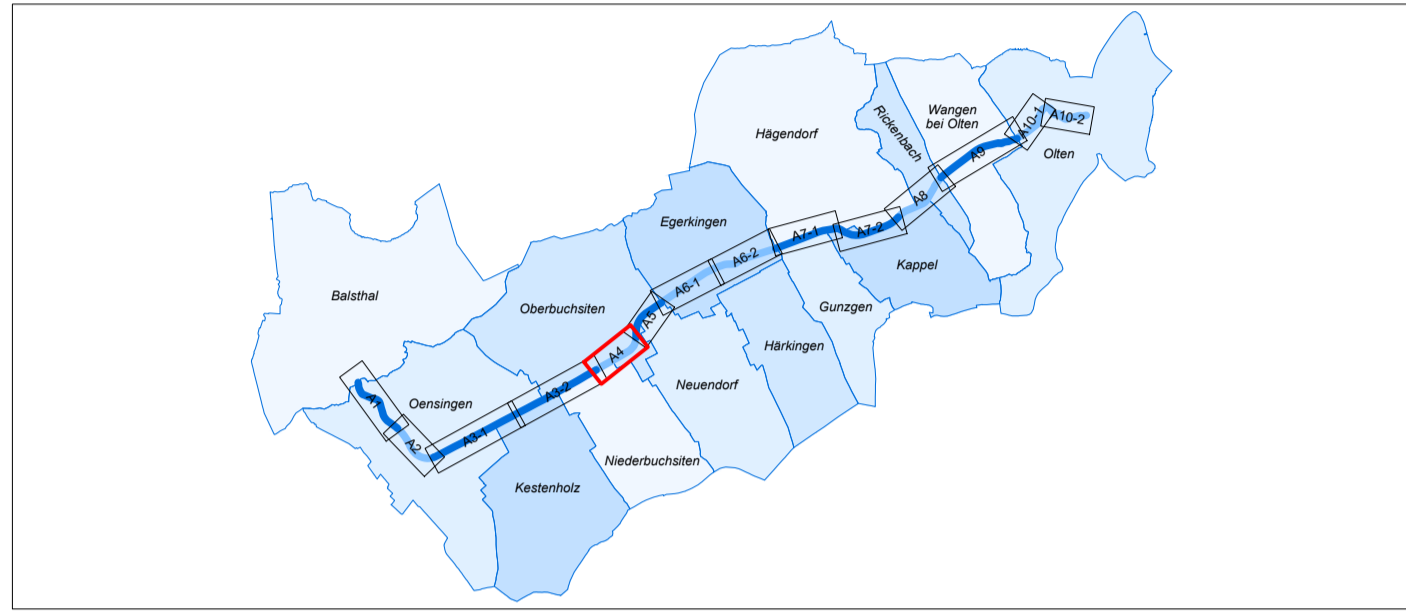 Hägendorf
Rickenbach
Wangen
bei Olten
A10-1
A10-2
Olten
A9
A8
Egerkingen
A7-1
A7-2
A6-2
A6-1
Kappel
Balsthal
Oberbuchsiten
A5
Gunzgen
Härkingen
A4
Neuendorf
A3-2
A1
Oensingen
A2
A3-1
Niederbuchsiten
Kestenholz